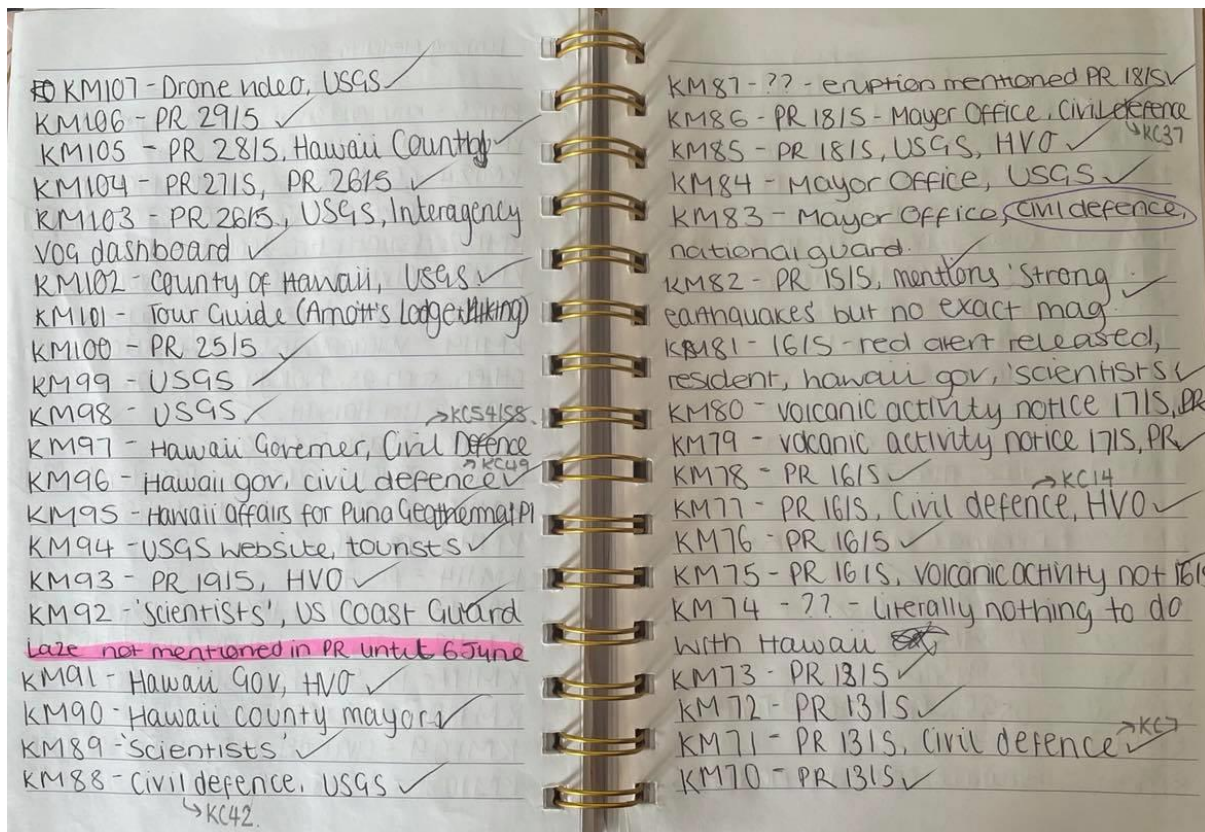 KM107 - Drone video, USGS ✓
KM106 - PR 29/5 ✓
KM105 - PR 28/5, Hawaii County ✓
KM104 - PR 27/5, PR 26/5 ✓
KM103 - PR 26/5, USGS, Interagency
VOG dashboard ✓
KM102 - County of Hawaii, USGS ✓
KM101 - Tour Guide (Arnott's Lodge + Hiking)
KM100 - PR 25/5 ✓
KM99 - USGS ✓
KM98 - USGS ✓
→KC54/58
KM97 - Hawaii Governer, Civil Defence
→KC49
KM96 - Hawaii gov, civil defence ✓
KM95 - Hawaii affairs for Puna Geothermal Pl
KM94 - USGS website, tourists ✓
KM93 - PR 19/5, HVO ✓
KM92 - 'Scientists', US Coast Guard
Laze not mentioned in PR until 6 June
KM91 - Hawaii Gov, HVO ✓
KM90 - Hawaii county mayor ✓
KM89 - 'Scientists' ✓
KM88 - Civil defence, USGS ✓
↳KC42.
KM87 - ?? - eruption mentioned PR 18/5 ✓
KM86 - PR 18/5 - Mayer Office, Civil defence
↳KC37
KM85 - PR 18/5, USGS, HVO ✓
KM84 - Mayor Office, USGS ✓
KM83 - Mayor Office, civil defence,
national guard. ✓
KM82 - PR 15/5, mentions 'strong
earthquakes but no exact mag. ✓
KM81 - 16/5 - red alert released,
resident, hawaii gov, 'scientists ✓
KM80 - volcanic activity notice 17/5, PR
KM79 - volcanic activity notice 17/5, PR ✓
KM78 - PR 16/5 ✓
→KC14
KM77 - PR 16/5, Civil defence, HVO ✓
KM76 - PR 16/5 ✓
KM75 - PR 16/5, volcanic activity not 16/5
KM74 - ?? - Literally nothing to do
with Hawaii
KM73 - PR 13/5 ✓
KM72 - PR 13/5 ✓
→KC7
KM71 - PR 13/5, Civil defence ✓
KM70 - PR 13/5 ✓